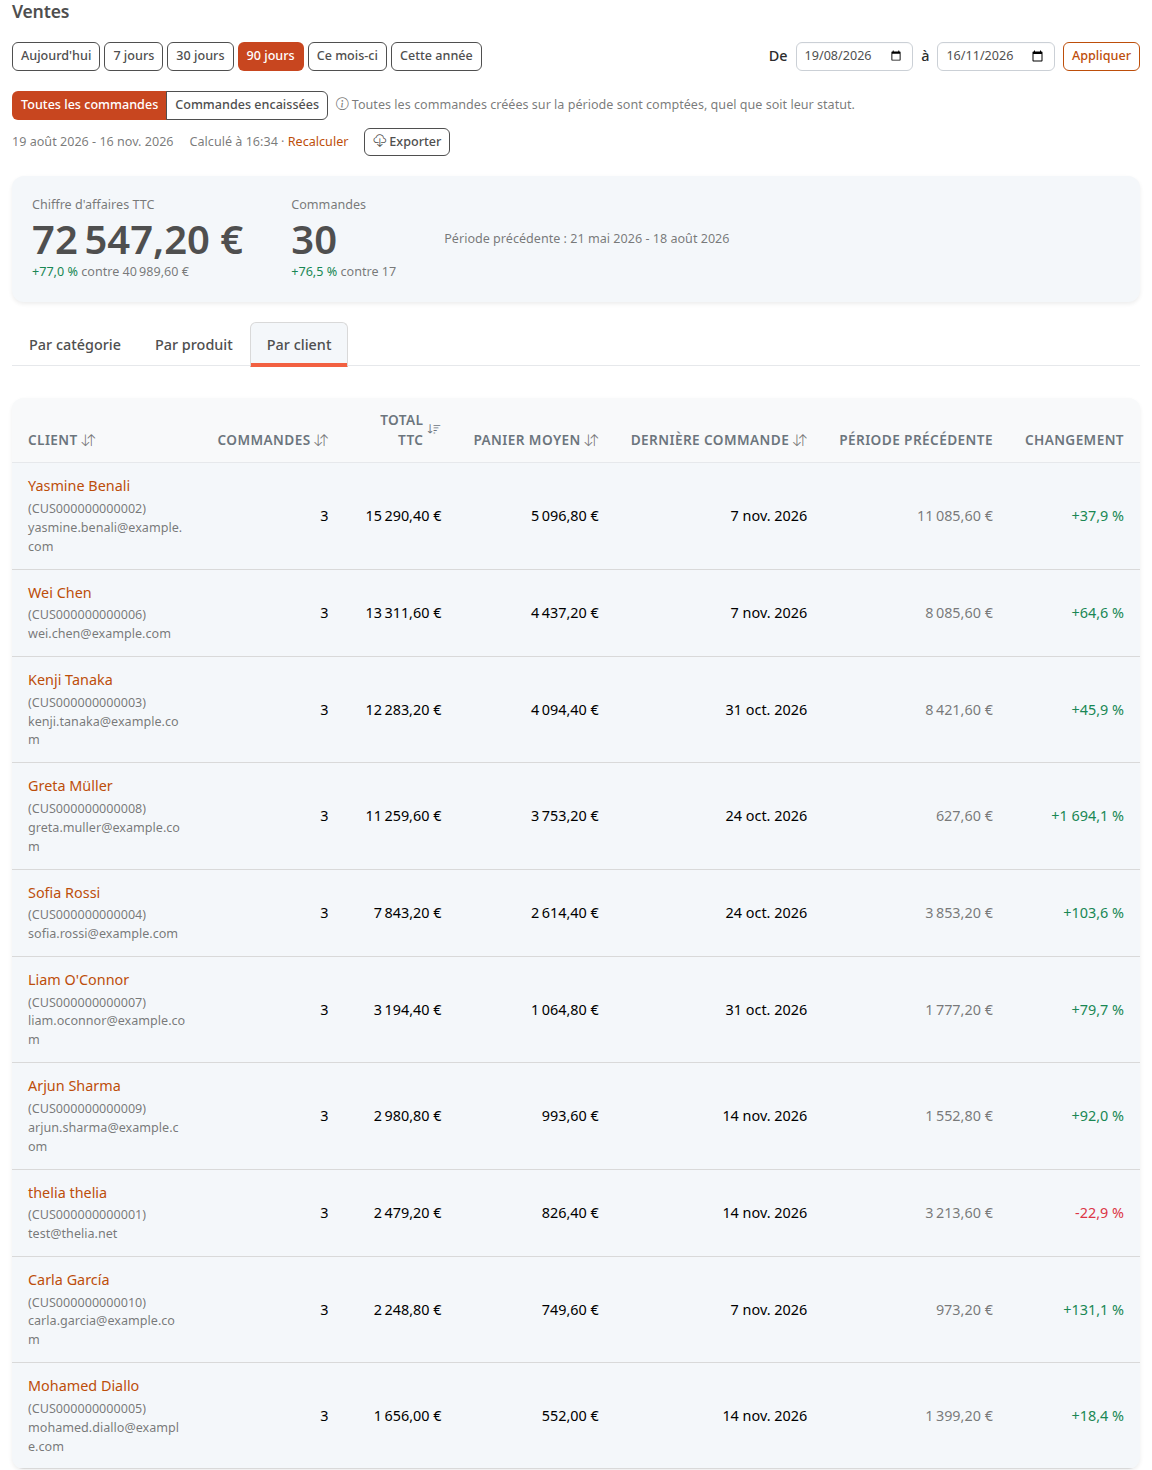 Ventes
Aujourd'hui 7 jours 30 jours 90 jours Ce mois-ci Cette année De 19/08/2026 à 16/11/2026 Appliquer
Toutes les commandes Commandes encaissées Toutes les commandes créées sur la période sont comptées, quel que soit leur statut.
19 août 2026 - 16 nov. 2026 Calculé à 16:34 · Recalculer Exporter
Chiffre d'affaires TTC Commandes
72 547,20 € 30 Période précédente : 21 mai 2026 - 18 août 2026
+77,0 % contre 40 989,60 € +76,5 % contre 17
Par catégorie Par produit Par client
CLIENT COMMANDES TOTAL TTC PANIER MOYEN DERNIÈRE COMMANDE PÉRIODE PRÉCÉDENTE CHANGEMENT
Yasmine Benali
(CUS000000000002)
yasmine.benali@example.
com
3 15 290,40 € 5 096,80 € 7 nov. 2026 11 085,60 € +37,9 %
Wei Chen
(CUS000000000006)
wei.chen@example.com
3 13 311,60 € 4 437,20 € 7 nov. 2026 8 085,60 € +64,6 %
Kenji Tanaka
(CUS000000000003)
kenji.tanaka@example.co
m
3 12 283,20 € 4 094,40 € 31 oct. 2026 8 421,60 € +45,9 %
Greta Müller
(CUS000000000008)
greta.muller@example.co
m
3 11 259,60 € 3 753,20 € 24 oct. 2026 627,60 € +1 694,1 %
Sofia Rossi
(CUS000000000004)
sofia.rossi@example.com
3 7 843,20 € 2 614,40 € 24 oct. 2026 3 853,20 € +103,6 %
Liam O'Connor
(CUS000000000007)
liam.oconnor@example.co
m
3 3 194,40 € 1 064,80 € 31 oct. 2026 1 777,20 € +79,7 %
Arjun Sharma
(CUS000000000009)
arjun.sharma@example.c
om
3 2 980,80 € 993,60 € 14 nov. 2026 1 552,80 € +92,0 %
thelia thelia
(CUS000000000001)
test@thelia.net
3 2 479,20 € 826,40 € 14 nov. 2026 3 213,60 € -22,9 %
Carla García
(CUS000000000010)
carla.garcia@example.co
m
3 2 248,80 € 749,60 € 7 nov. 2026 973,20 € +131,1 %
Mohamed Diallo
(CUS000000000005)
mohamed.diallo@exampl
e.com
3 1 656,00 € 552,00 € 14 nov. 2026 1 399,20 € +18,4 %